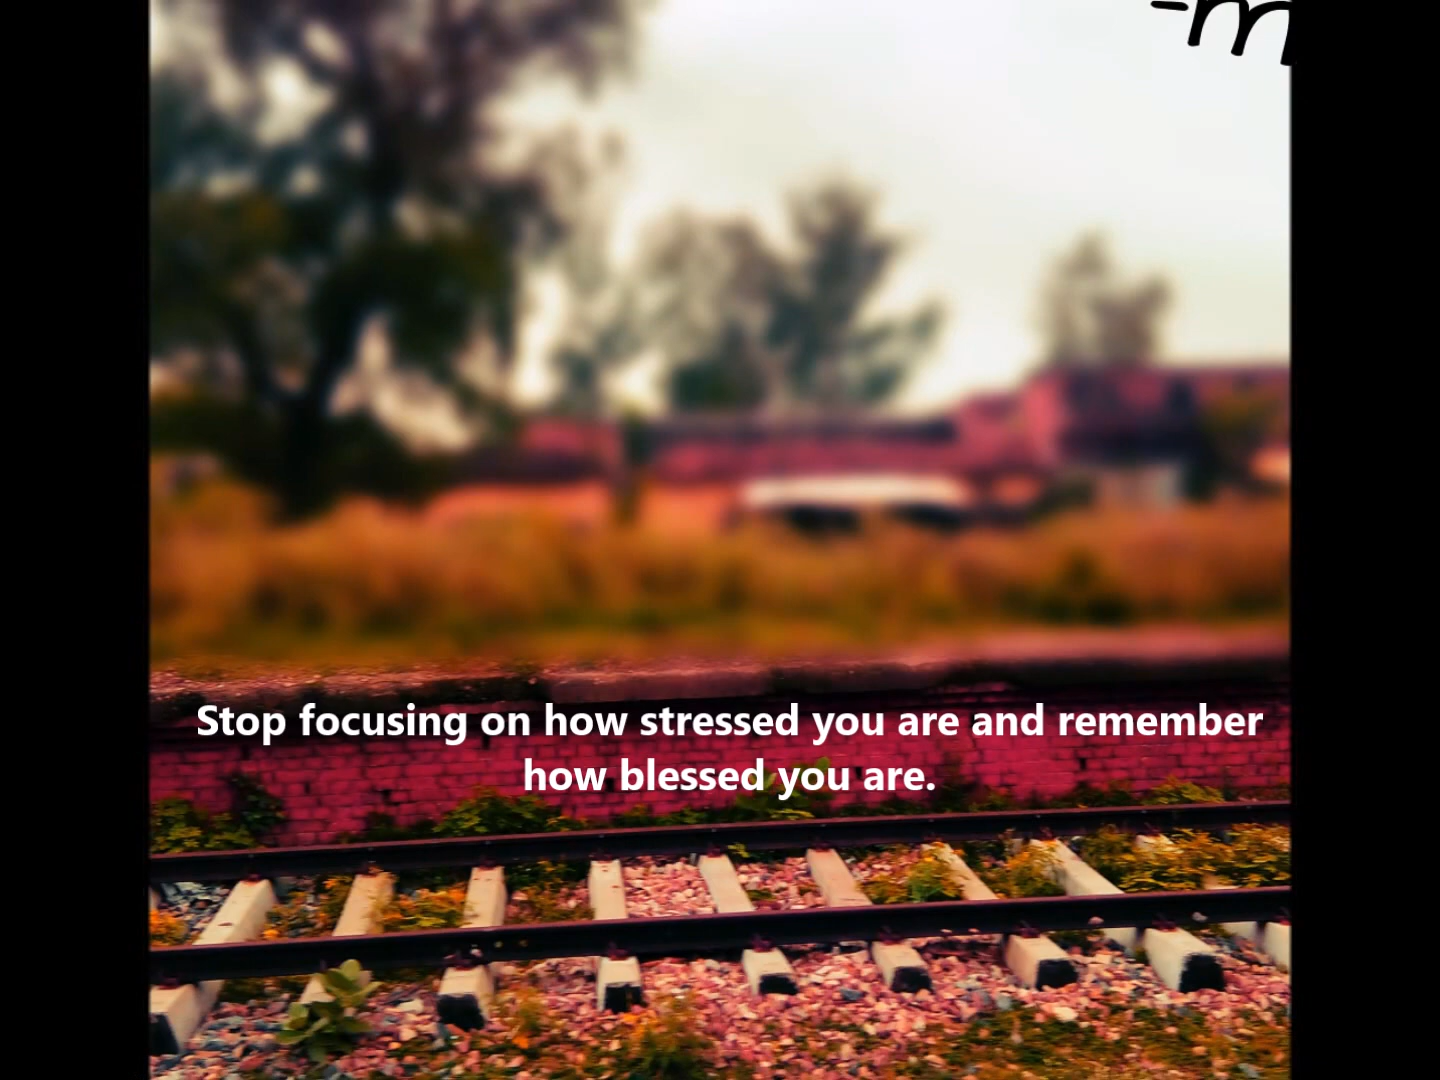 -m
Stop focusing on how stressed you are and remember
how blessed you are.